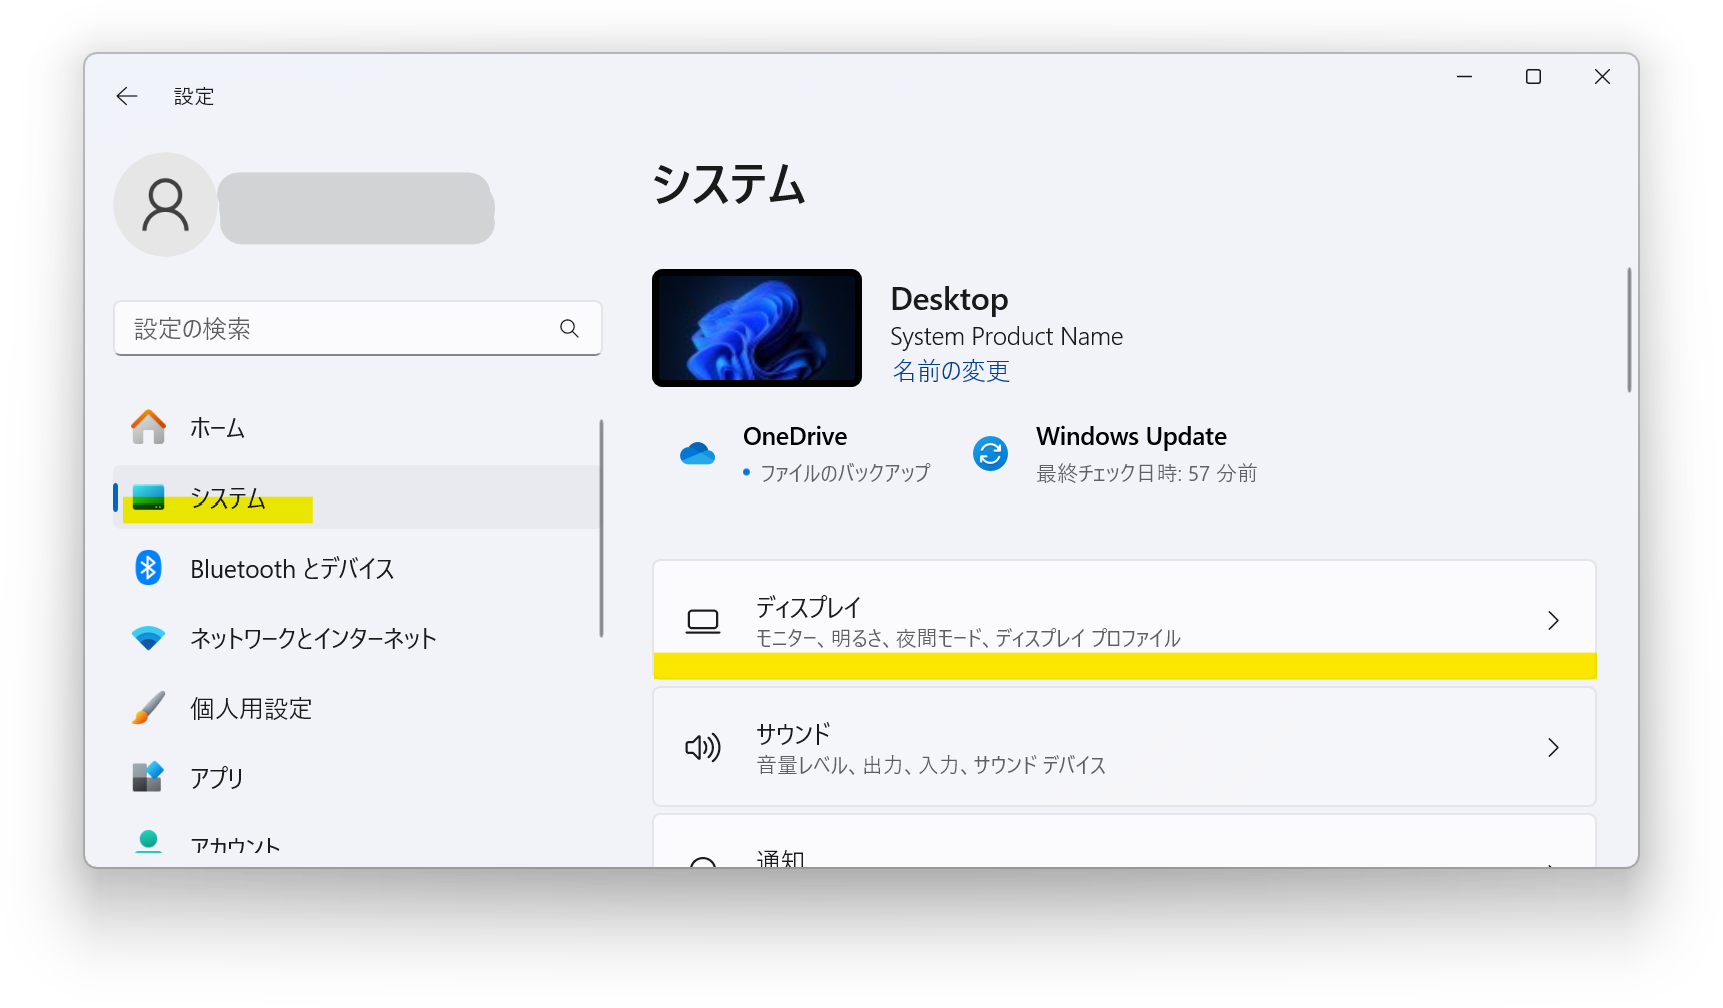 設定
設定の検索
ホーム
システム
Bluetooth とデバイス
ネットワークとインターネット
個人用設定
アプリ
アカウント
システム
Desktop
System Product Name
名前の変更
OneDrive
• ファイルのバックアップ
Windows Update
最終チェック日時: 57 分前
ディスプレイ
モニター、明るさ、夜間モード、ディスプレイ プロファイル
サウンド
音量レベル、出力、入力、サウンド デバイス
通知